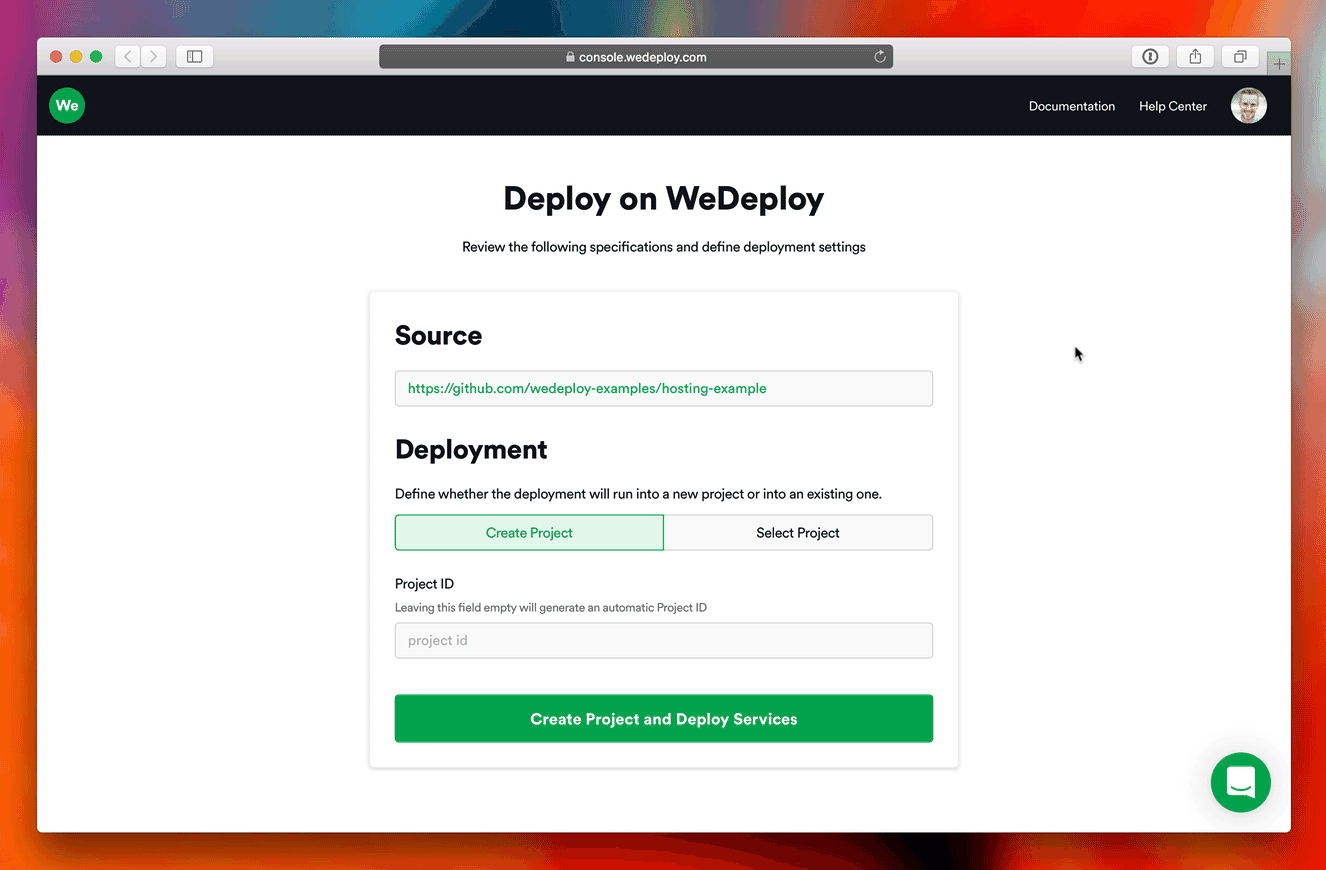 console.wedeploy.com
We
Documentation
Help Center
Deploy on WeDeploy
Review the following specifications and define deployment settings
Source
https://github.com/wedeploy-examples/hosting-example
Deployment
Define whether the deployment will run into a new project or into an existing one.
Create Project
Select Project
Project ID
Leaving this field empty will generate an automatic Project ID
project id
Create Project and Deploy Services